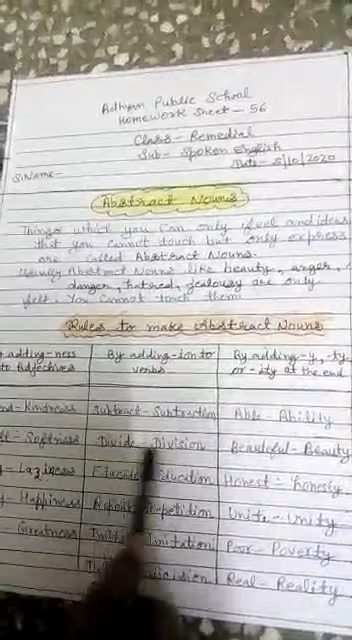 Adhyan Public School
Homework Sheet - 56
Class - Remedial
Sub - Spoken English
Date - 5/10/2020
S.Name -
Abstract Nouns
Things which you can only feel and ideas
that you cannot touch but only express
are called Abstract Nouns.
Usually Abstract Nouns like beauty, anger,
danger, hatred, jealousy are only
felt. You cannot touch them
Rules to make Abstract Nouns
adding -ness By adding -ion to By adding -y, -ty
to Adjectives verbs or -ity at the end
Kindness Subtract - Subtraction Able - Ability
Softness Divide - Division Beautiful - Beauty
Laziness Education Honest - Honesty
Happiness Repetition Unite - Unity
Greatness Imitation Poor - Poverty
Real - Reality